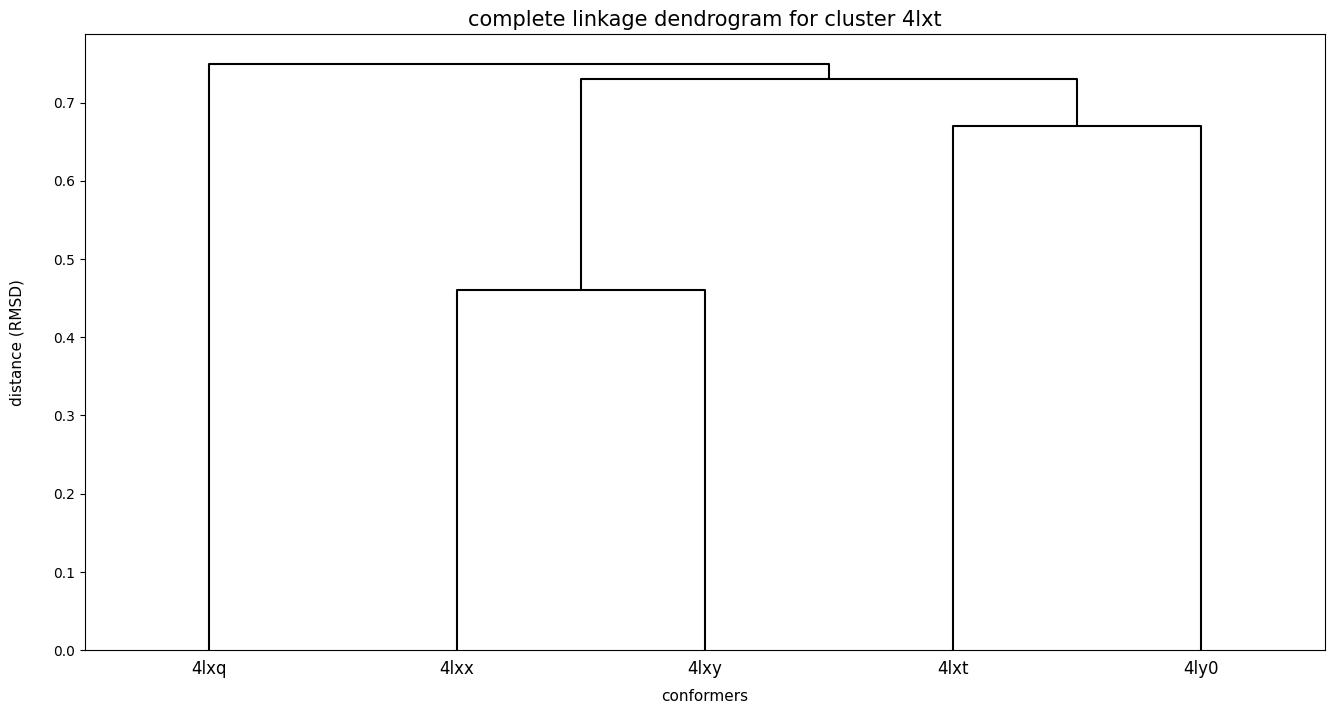 complete linkage dendrogram for cluster 4lxt
0.7
0.6
0.5
0.4
0.3
0.2
0.1
0.0
distance (RMSD)
4lxq 4lxx 4lxy 4lxt 4ly0
conformers